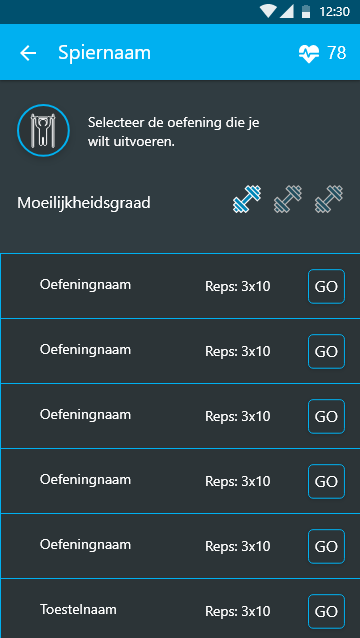 12:30
Spiernaam 78
Selecteer de oefening die je
wilt uitvoeren.
Moeilijkheidsgraad
Oefeningnaam Reps: 3x10 GO
Oefeningnaam Reps: 3x10 GO
Oefeningnaam Reps: 3x10 GO
Oefeningnaam Reps: 3x10 GO
Oefeningnaam Reps: 3x10 GO
Toestelnaam Reps: 3x10 GO